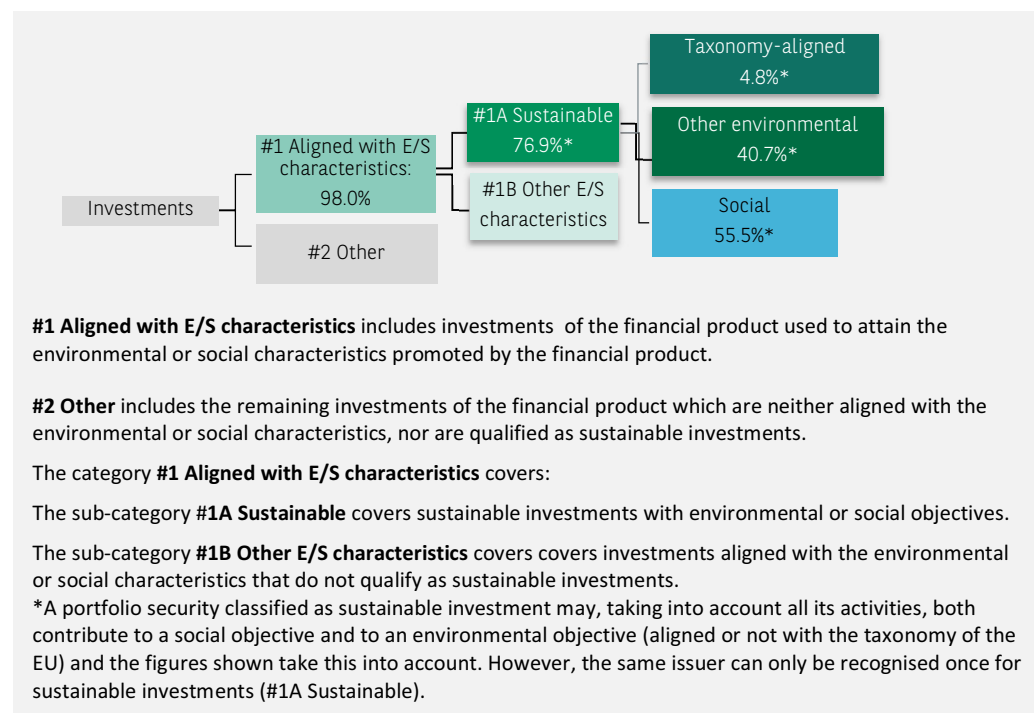 Taxonomy-aligned
4.8%*
#1A Sustainable
76.9%*
Other environmental
40.7%*
#1 Aligned with E/S
characteristics:
98.0%
#1B Other E/S
characteristics
Investments
Social
55.5%*
#2 Other
#1 Aligned with E/S characteristics includes investments of the financial product used to attain the
environmental or social characteristics promoted by the financial product.
#2 Other includes the remaining investments of the financial product which are neither aligned with the
environmental or social characteristics, nor are qualified as sustainable investments.
The category #1 Aligned with E/S characteristics covers:
The sub-category #1A Sustainable covers sustainable investments with environmental or social objectives.
The sub-category #1B Other E/S characteristics covers covers investments aligned with the environmental
or social characteristics that do not qualify as sustainable investments.
*A portfolio security classified as sustainable investment may, taking into account all its activities, both
contribute to a social objective and to an environmental objective (aligned or not with the taxonomy of the
EU) and the figures shown take this into account. However, the same issuer can only be recognised once for
sustainable investments (#1A Sustainable).